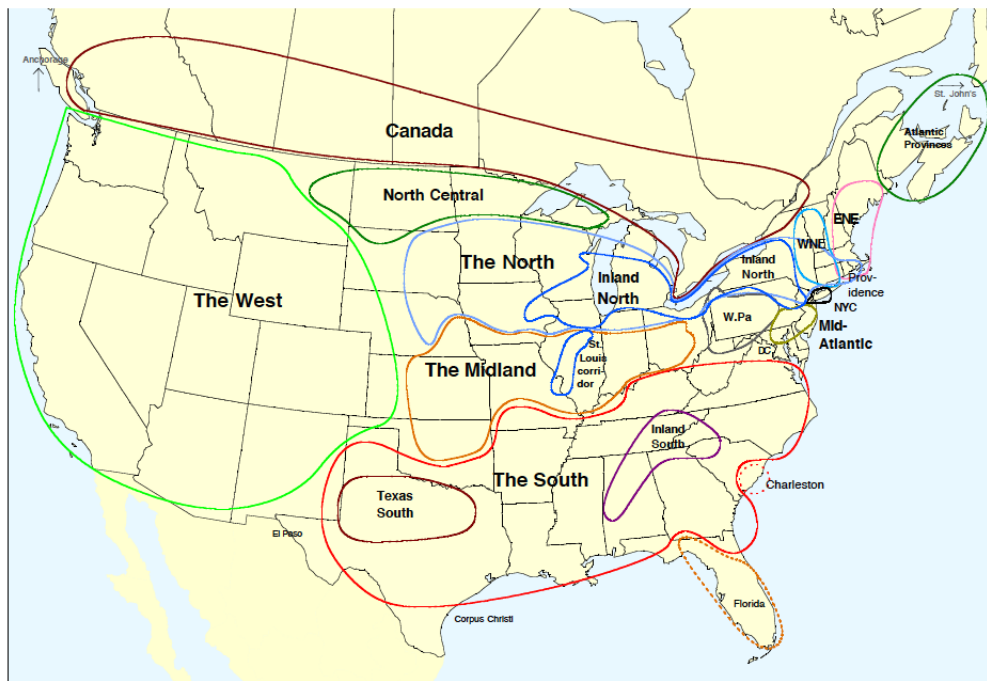 Anchorage
St. John's
Canada
Atlantic
Provinces
North Central
ENE
WNE
The North
Inland
North
Inland
North
Prov-
idence
The West
NYC
W.Pa
Mid-
Atlantic
St.
Louis
corri
dor
DC
The Midland
Inland
South
The South
Charleston
Texas
South
El Paso
Florida
Corpus Christi